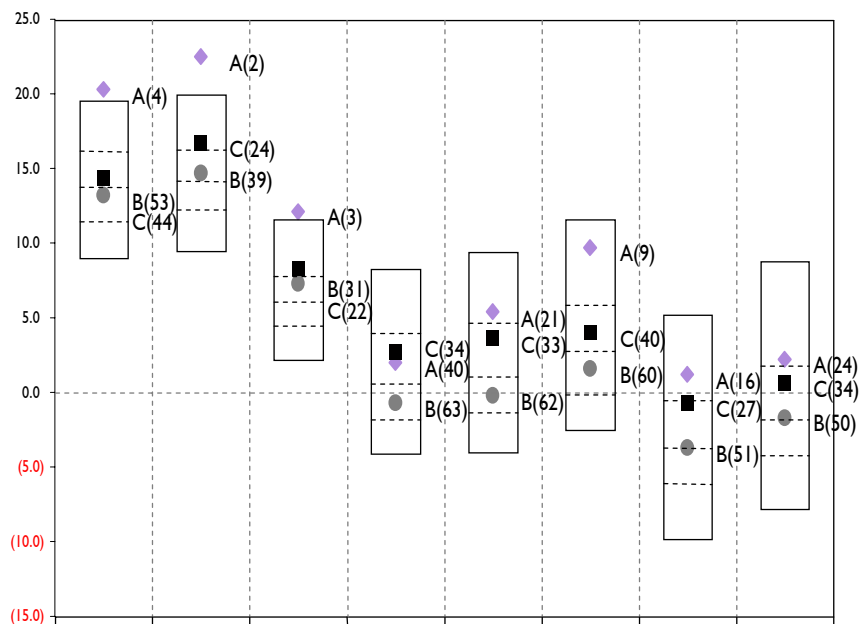 25.0
20.0
15.0
10.0
5.0
0.0
(5.0)
(10.0)
(15.0)
A(4)
B(53)
C(44)
A(2)
C(24)
B(39)
A(3)
B(31)
C(22)
C(34)
A(40)
B(63)
A(21)
C(33)
B(62)
A(9)
C(40)
B(60)
A(16)
C(27)
B(51)
A(24)
C(34)
B(50)